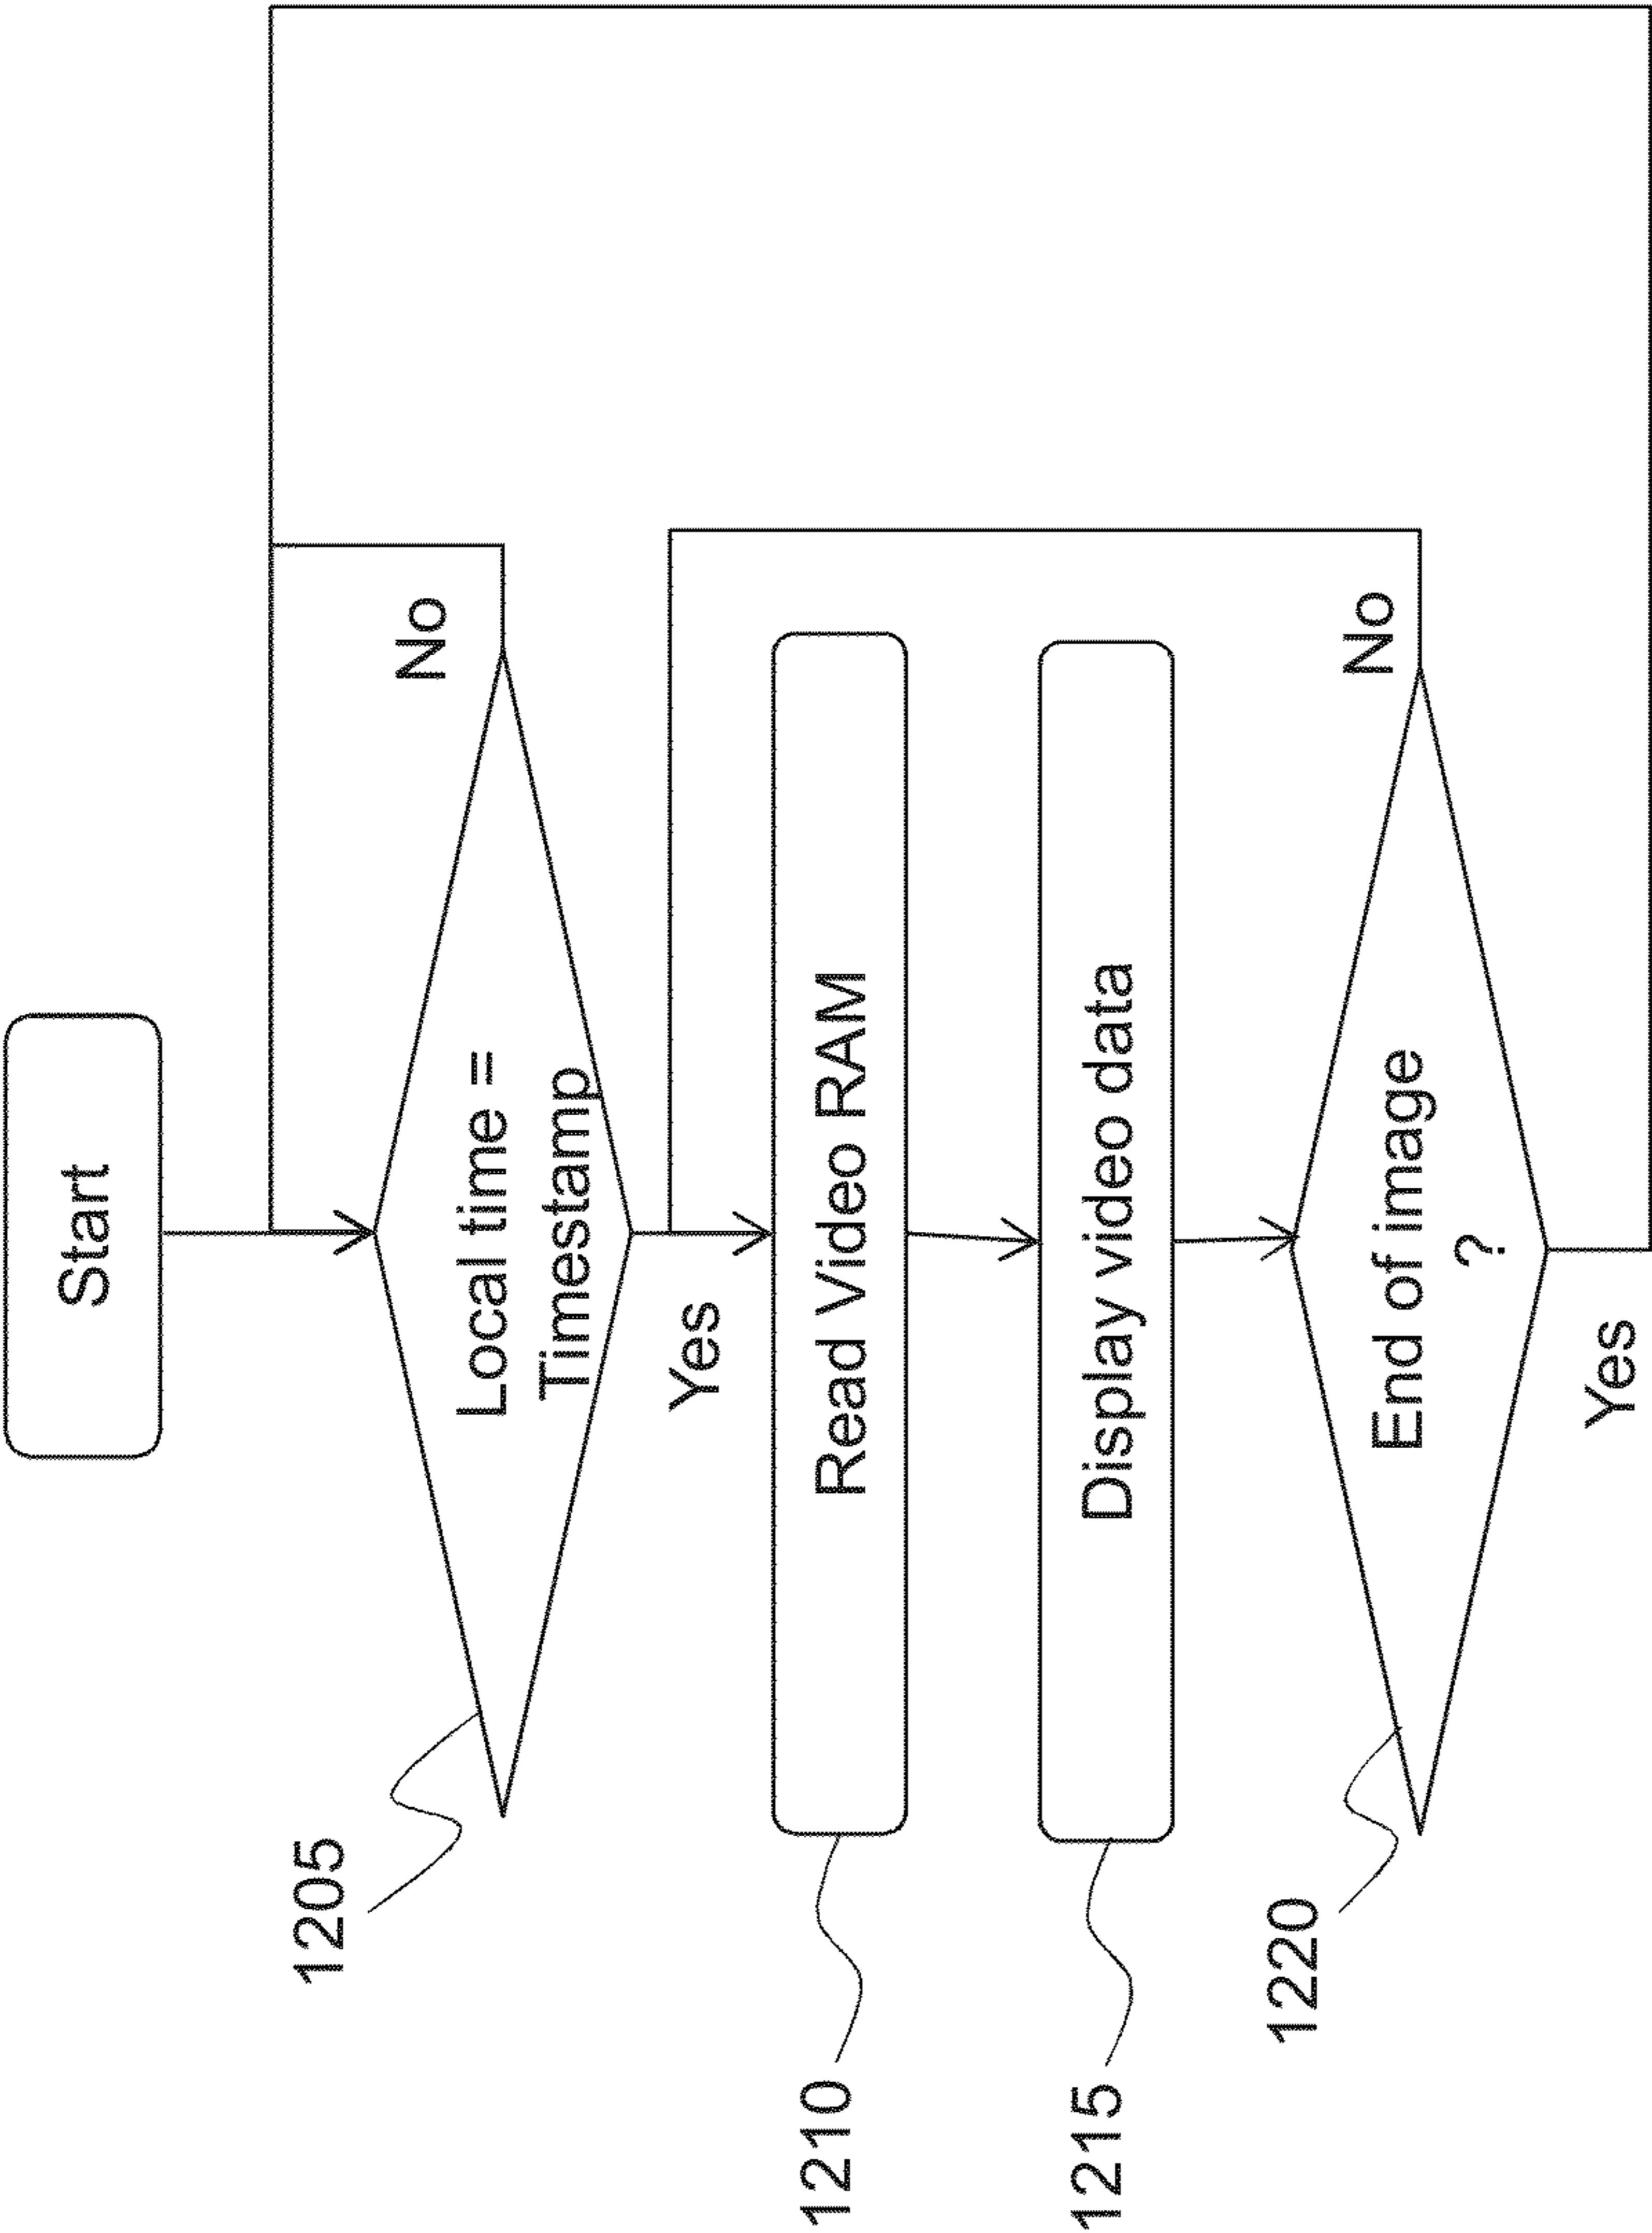 Start
1205
Local time =
Timestamp
No
Yes
1210
Read Video RAM
1215
Display video data
1220
End of image
?
No
Yes